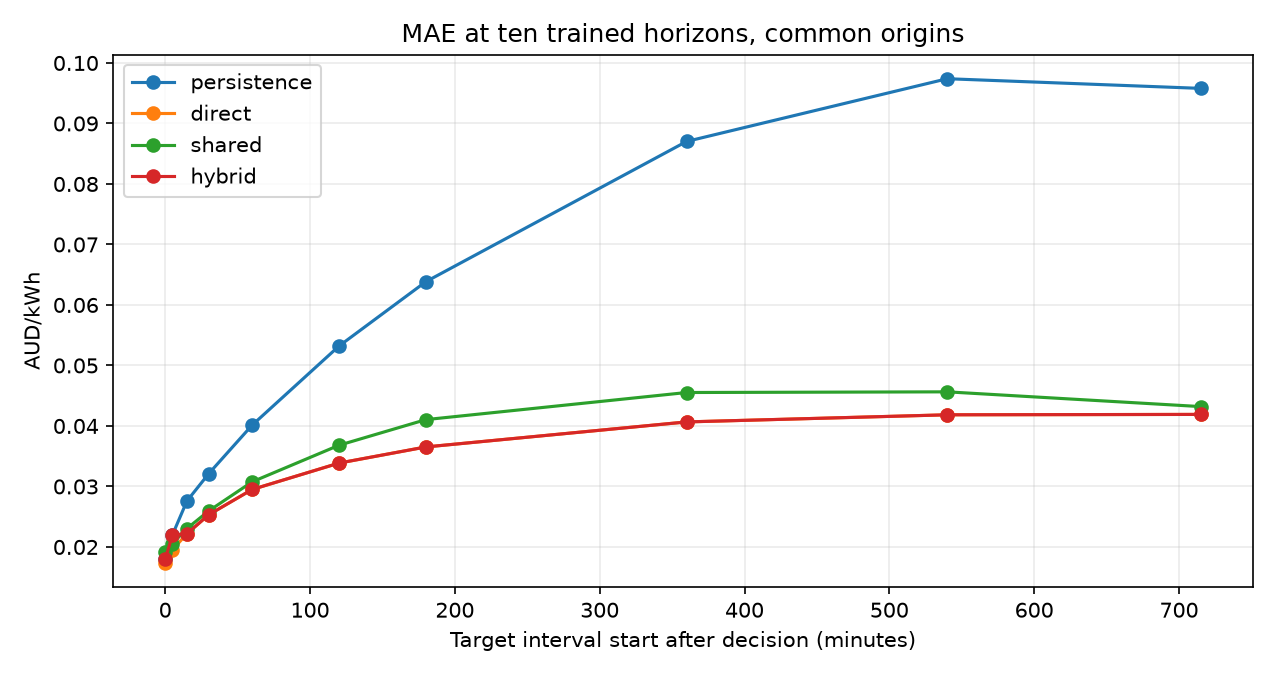 MAE at ten trained horizons, common origins
persistence
direct
shared
hybrid
AUD/kWh
0.10
0.09
0.08
0.07
0.06
0.05
0.04
0.03
0.02
0 100 200 300 400 500 600 700
Target interval start after decision (minutes)